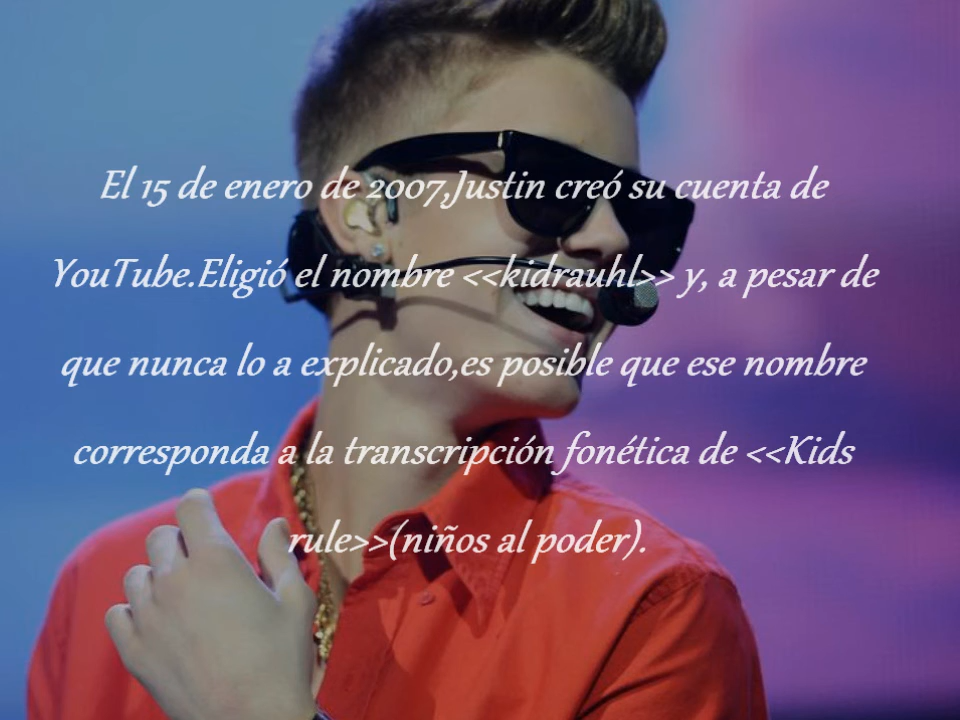 El 15 de enero de 2007,Justin creó su cuenta de
YouTube.Eligió el nombre <<kidrauhl>> y, a pesar de
que nunca lo a explicado,es posible que ese nombre
corresponda a la transcripción fonética de <<Kids
rule>>(niños al poder).